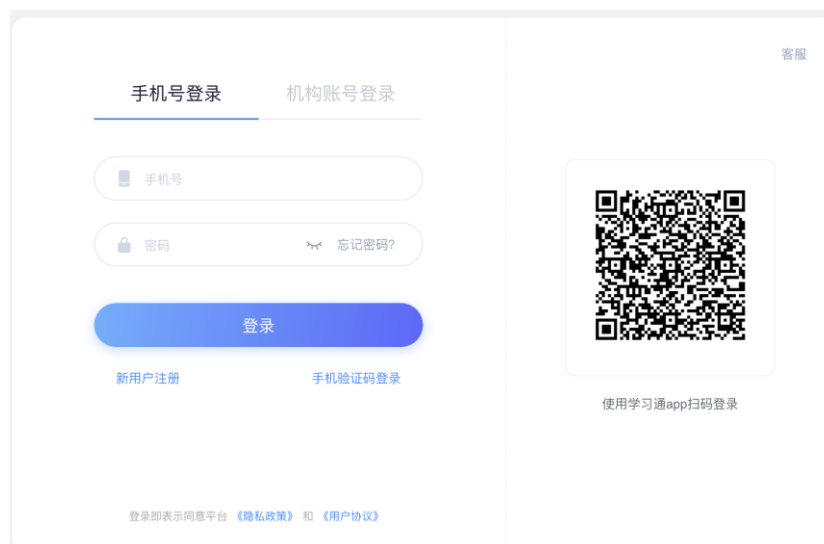 客服
手机号登录 机构账号登录
手机号
密码 忘记密码?
登录
新用户注册 手机验证码登录
使用学习通app扫码登录
登录即表示同意平台 《隐私政策》 和 《用户协议》